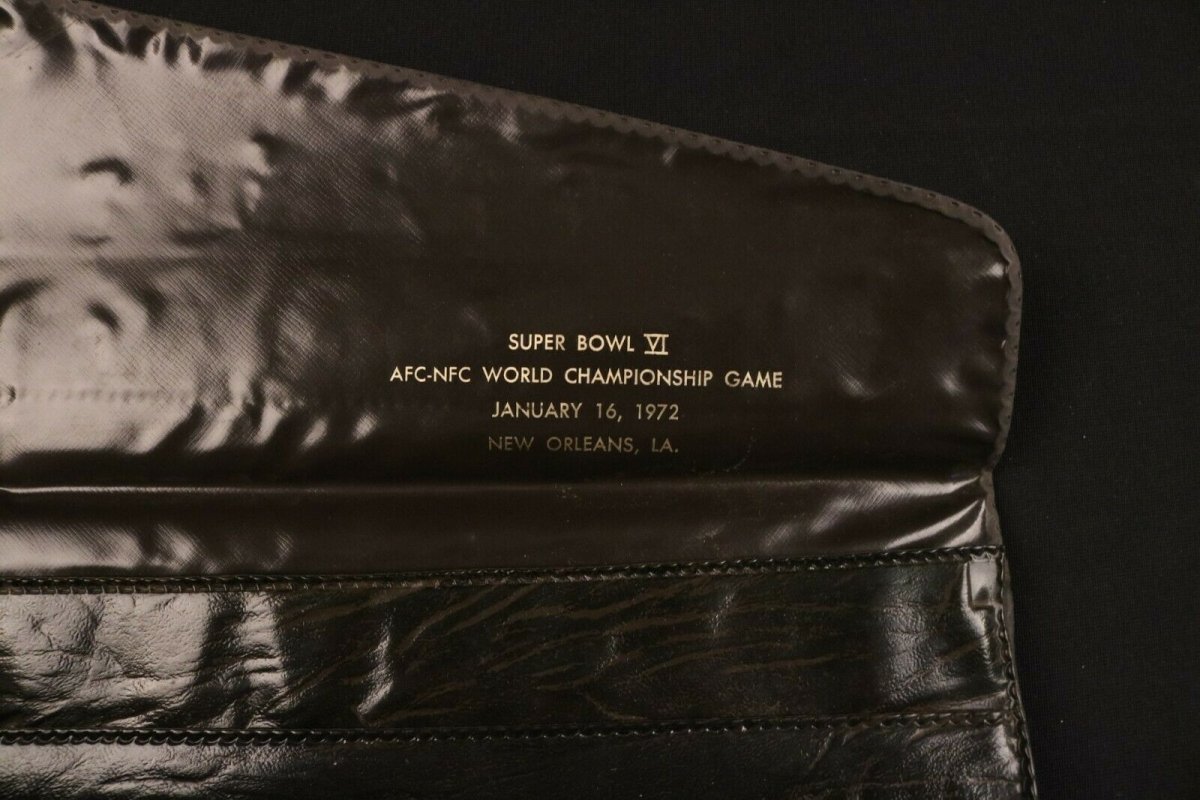 SUPER BOWL VI
AFC-NFC WORLD CHAMPIONSHIP GAME
JANUARY 16, 1972
NEW ORLEANS, LA.